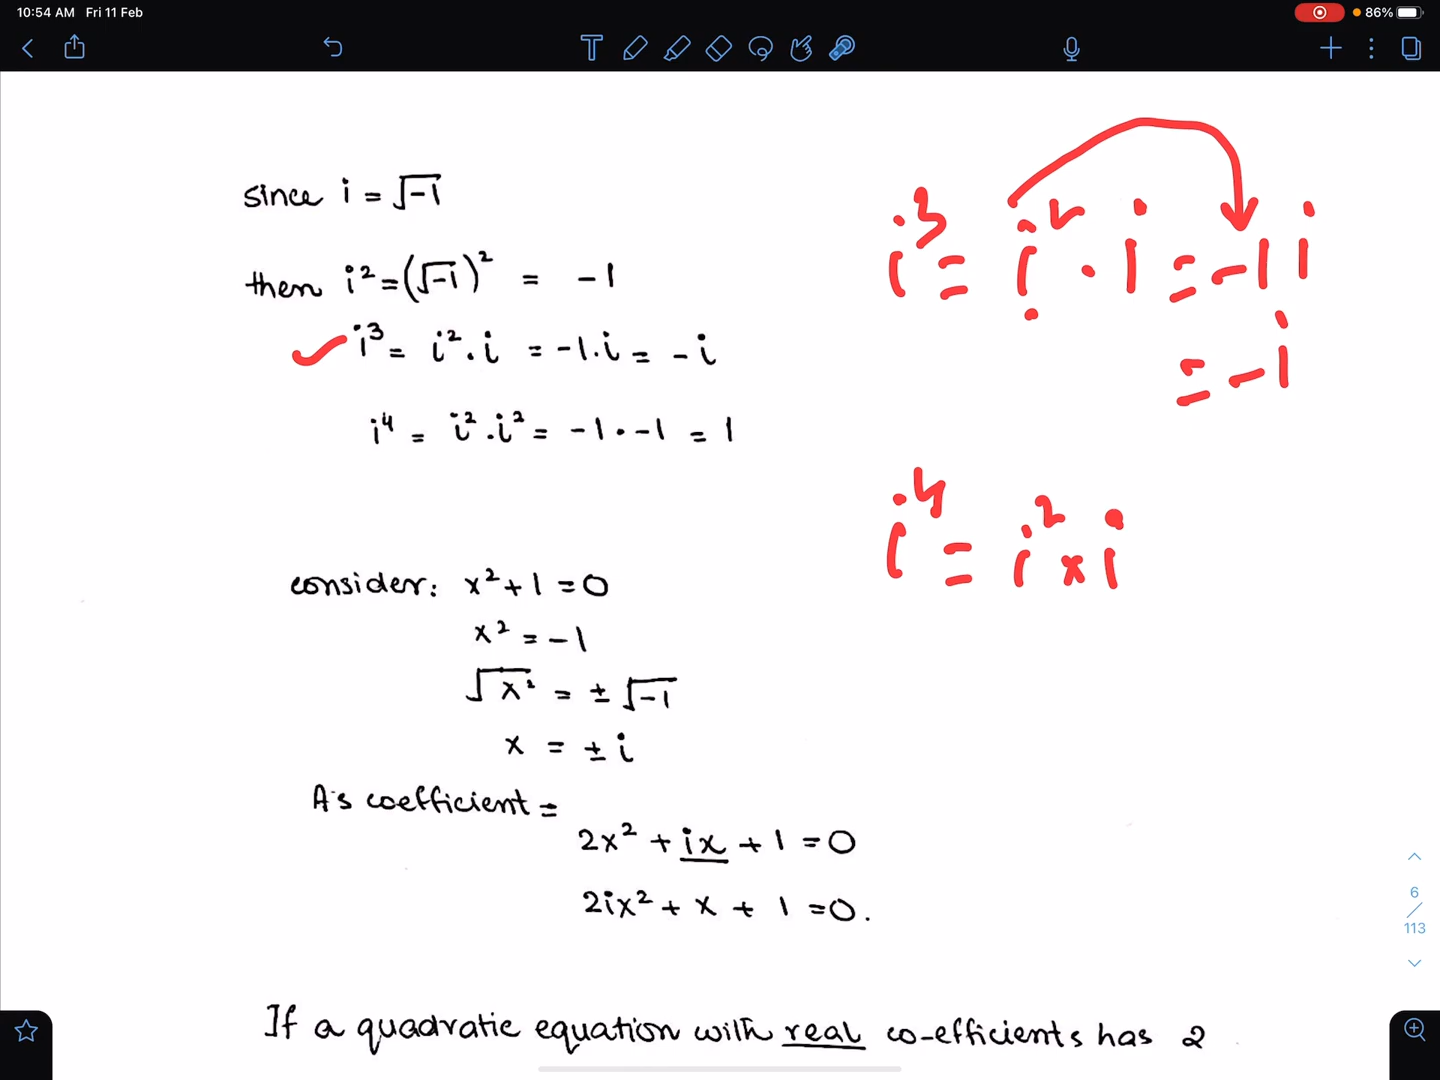 10:54 AM Fri 11 Feb
86%
since i = √-1
then i² = (√-1)² = -1
i³ = i² . i = -1 . i = - i
i⁴ = i² . i² = -1 . -1 = 1
i³ = i² . i = -1 i
= - i
i⁴ = i² × i
consider: x² + 1 = 0
x² = -1
√x² = ± √-1
x = ± i
As coefficient =
2x² + ix + 1 = 0
2ix² + x + 1 = 0.
6
/
113
If a quadratic equation with real co-efficients has 2